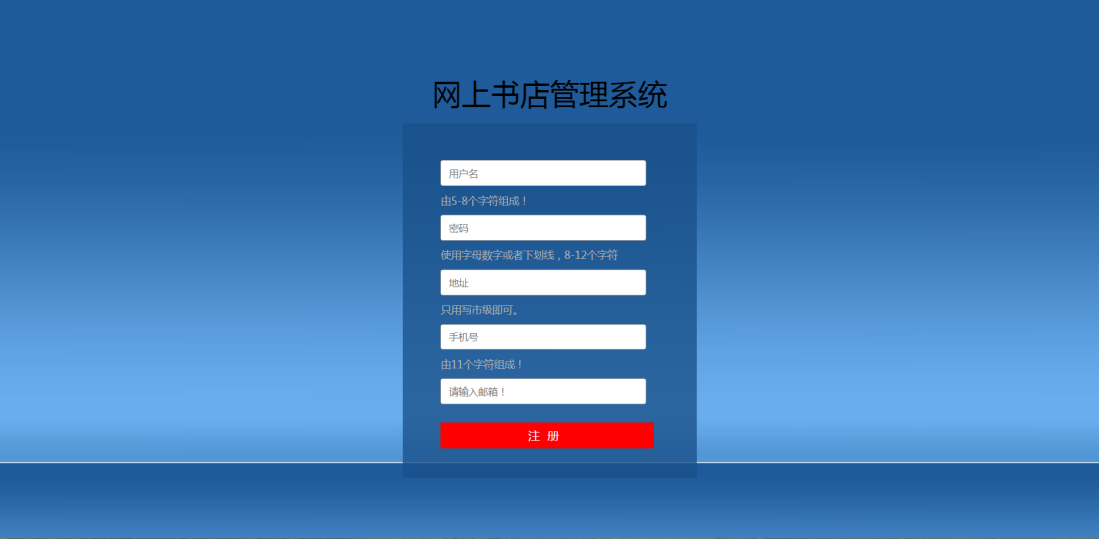 网上书店管理系统
用户名
由5-8个字符组成！
密码
使用字母数字或者下划线，8-12个字符
地址
只用写市级即可。
手机号
由11个字符组成！
请输入邮箱！
注 册